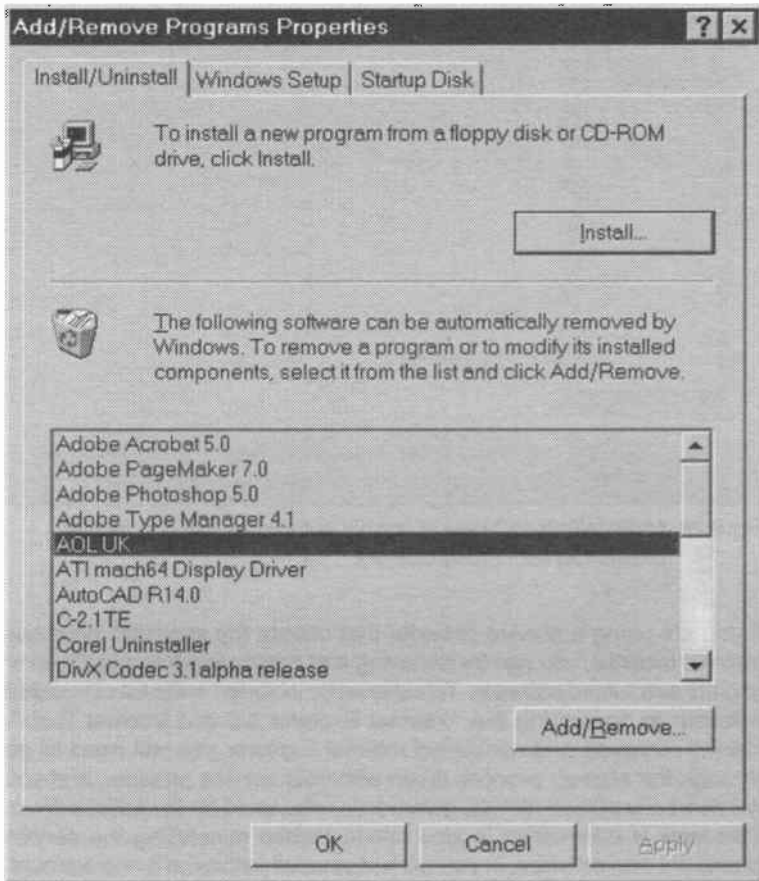 Add/Remove Programs Properties
Install/Uninstall
Windows Setup
Startup Disk
To install a new program from a floppy disk or CD-ROM
drive, click Install.
Install...
The following software can be automatically removed by
Windows. To remove a program or to modify its installed
components, select it from the list and click Add/Remove.
Adobe Acrobat 5.0
Adobe PageMaker 7.0
Adobe Photoshop 5.0
Adobe Type Manager 4.1
AOL UK
ATI mach64 Display Driver
AutoCAD R14.0
C-2.1TE
Corel Uninstaller
DivX Codec 3.1alpha release
Add/Remove...
OK
Cancel
Apply